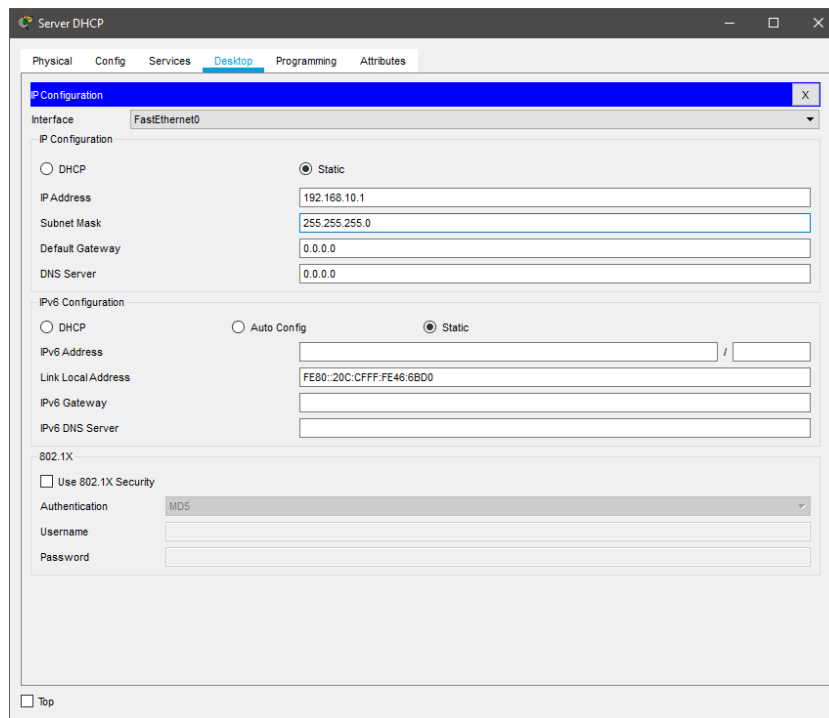 Server DHCP
Physical Config Services Desktop Programming Attributes
IP Configuration X
Interface FastEthernet0
IP Configuration
DHCP Static
IP Address 192.168.10.1
Subnet Mask 255.255.255.0
Default Gateway 0.0.0.0
DNS Server 0.0.0.0
IPv6 Configuration
DHCP Auto Config Static
IPv6 Address /
Link Local Address FE80::20C:CFFF:FE46:6BD0
IPv6 Gateway
IPv6 DNS Server
802.1X
Use 802.1X Security
Authentication MD5
Username
Password
Top